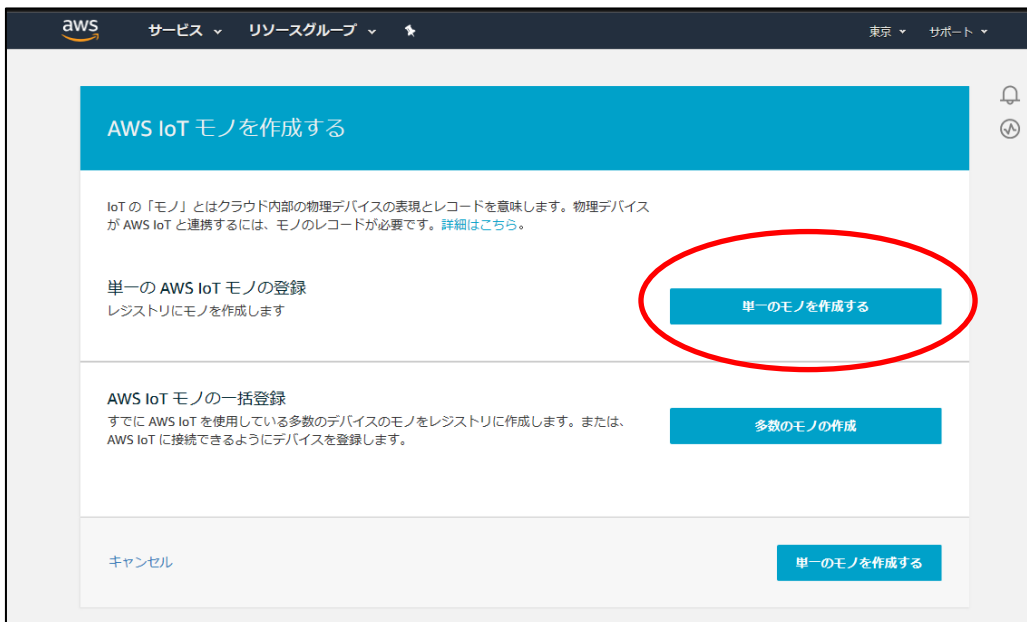 aws サービス リソースグループ 東京 サポート
AWS IoT モノを作成する
IoT の「モノ」とはクラウド内部の物理デバイスの表現とレコードを意味します。物理デバイス
が AWS IoT と連携するには、モノのレコードが必要です。詳細はこちら。
単一の AWS IoT モノの登録
レジストリにモノを作成します
単一のモノを作成する
AWS IoT モノの一括登録
すでに AWS IoT を使用している多数のデバイスのモノをレジストリに作成します。または、
AWS IoT に接続できるようにデバイスを登録します。
多数のモノの作成
キャンセル
単一のモノを作成する